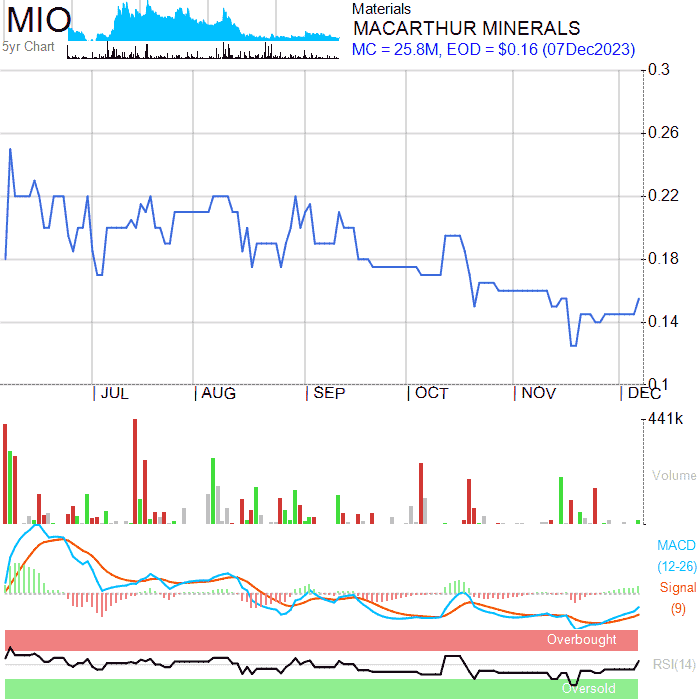 MIO
5yr Chart
Materials
MACARTHUR MINERALS
MC = 25.8M, EOD = $0.16 (07Dec2023)
0.3
0.26
0.22
0.18
0.14
0.1
JUL AUG SEP OCT NOV DEC
441k
Volume
MACD
(12-26)
Signal
(9)
Overbought
RSI(14)
Oversold